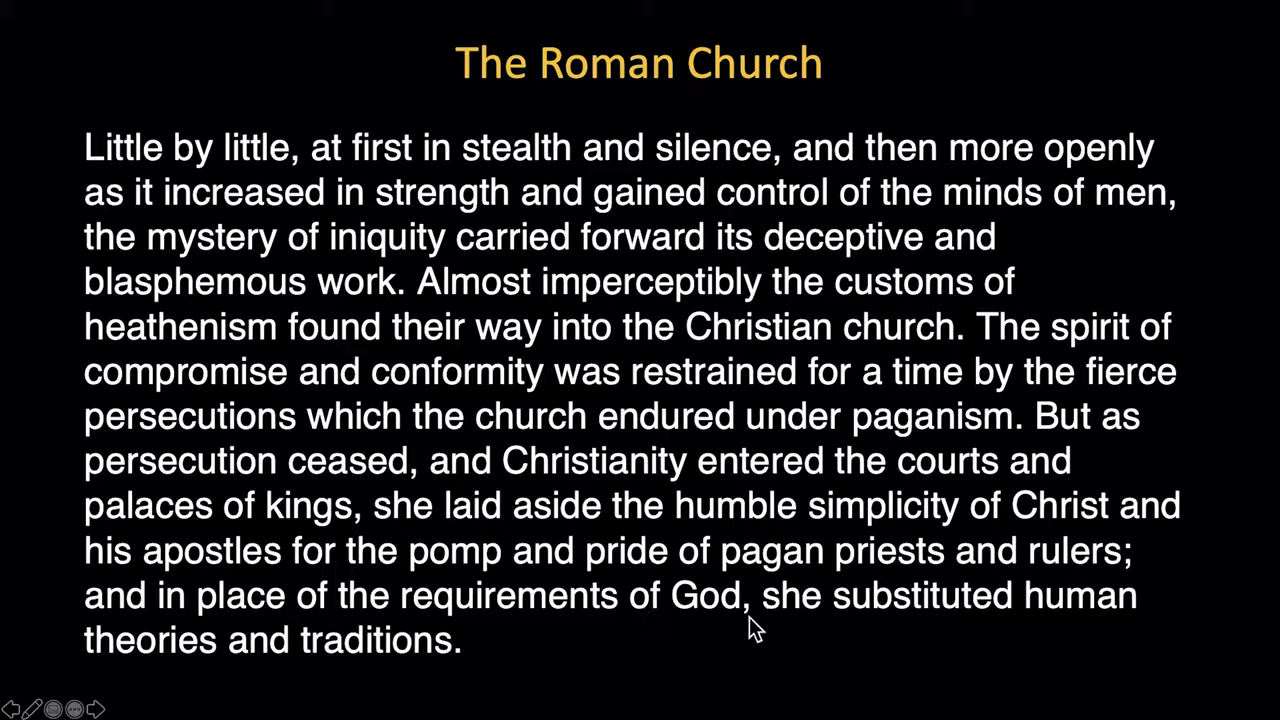 The Roman Church
Little by little, at first in stealth and silence, and then more openly
as it increased in strength and gained control of the minds of men,
the mystery of iniquity carried forward its deceptive and
blasphemous work. Almost imperceptibly the customs of
heathenism found their way into the Christian church. The spirit of
compromise and conformity was restrained for a time by the fierce
persecutions which the church endured under paganism. But as
persecution ceased, and Christianity entered the courts and
palaces of kings, she laid aside the humble simplicity of Christ and
his apostles for the pomp and pride of pagan priests and rulers;
and in place of the requirements of God, she substituted human
theories and traditions.